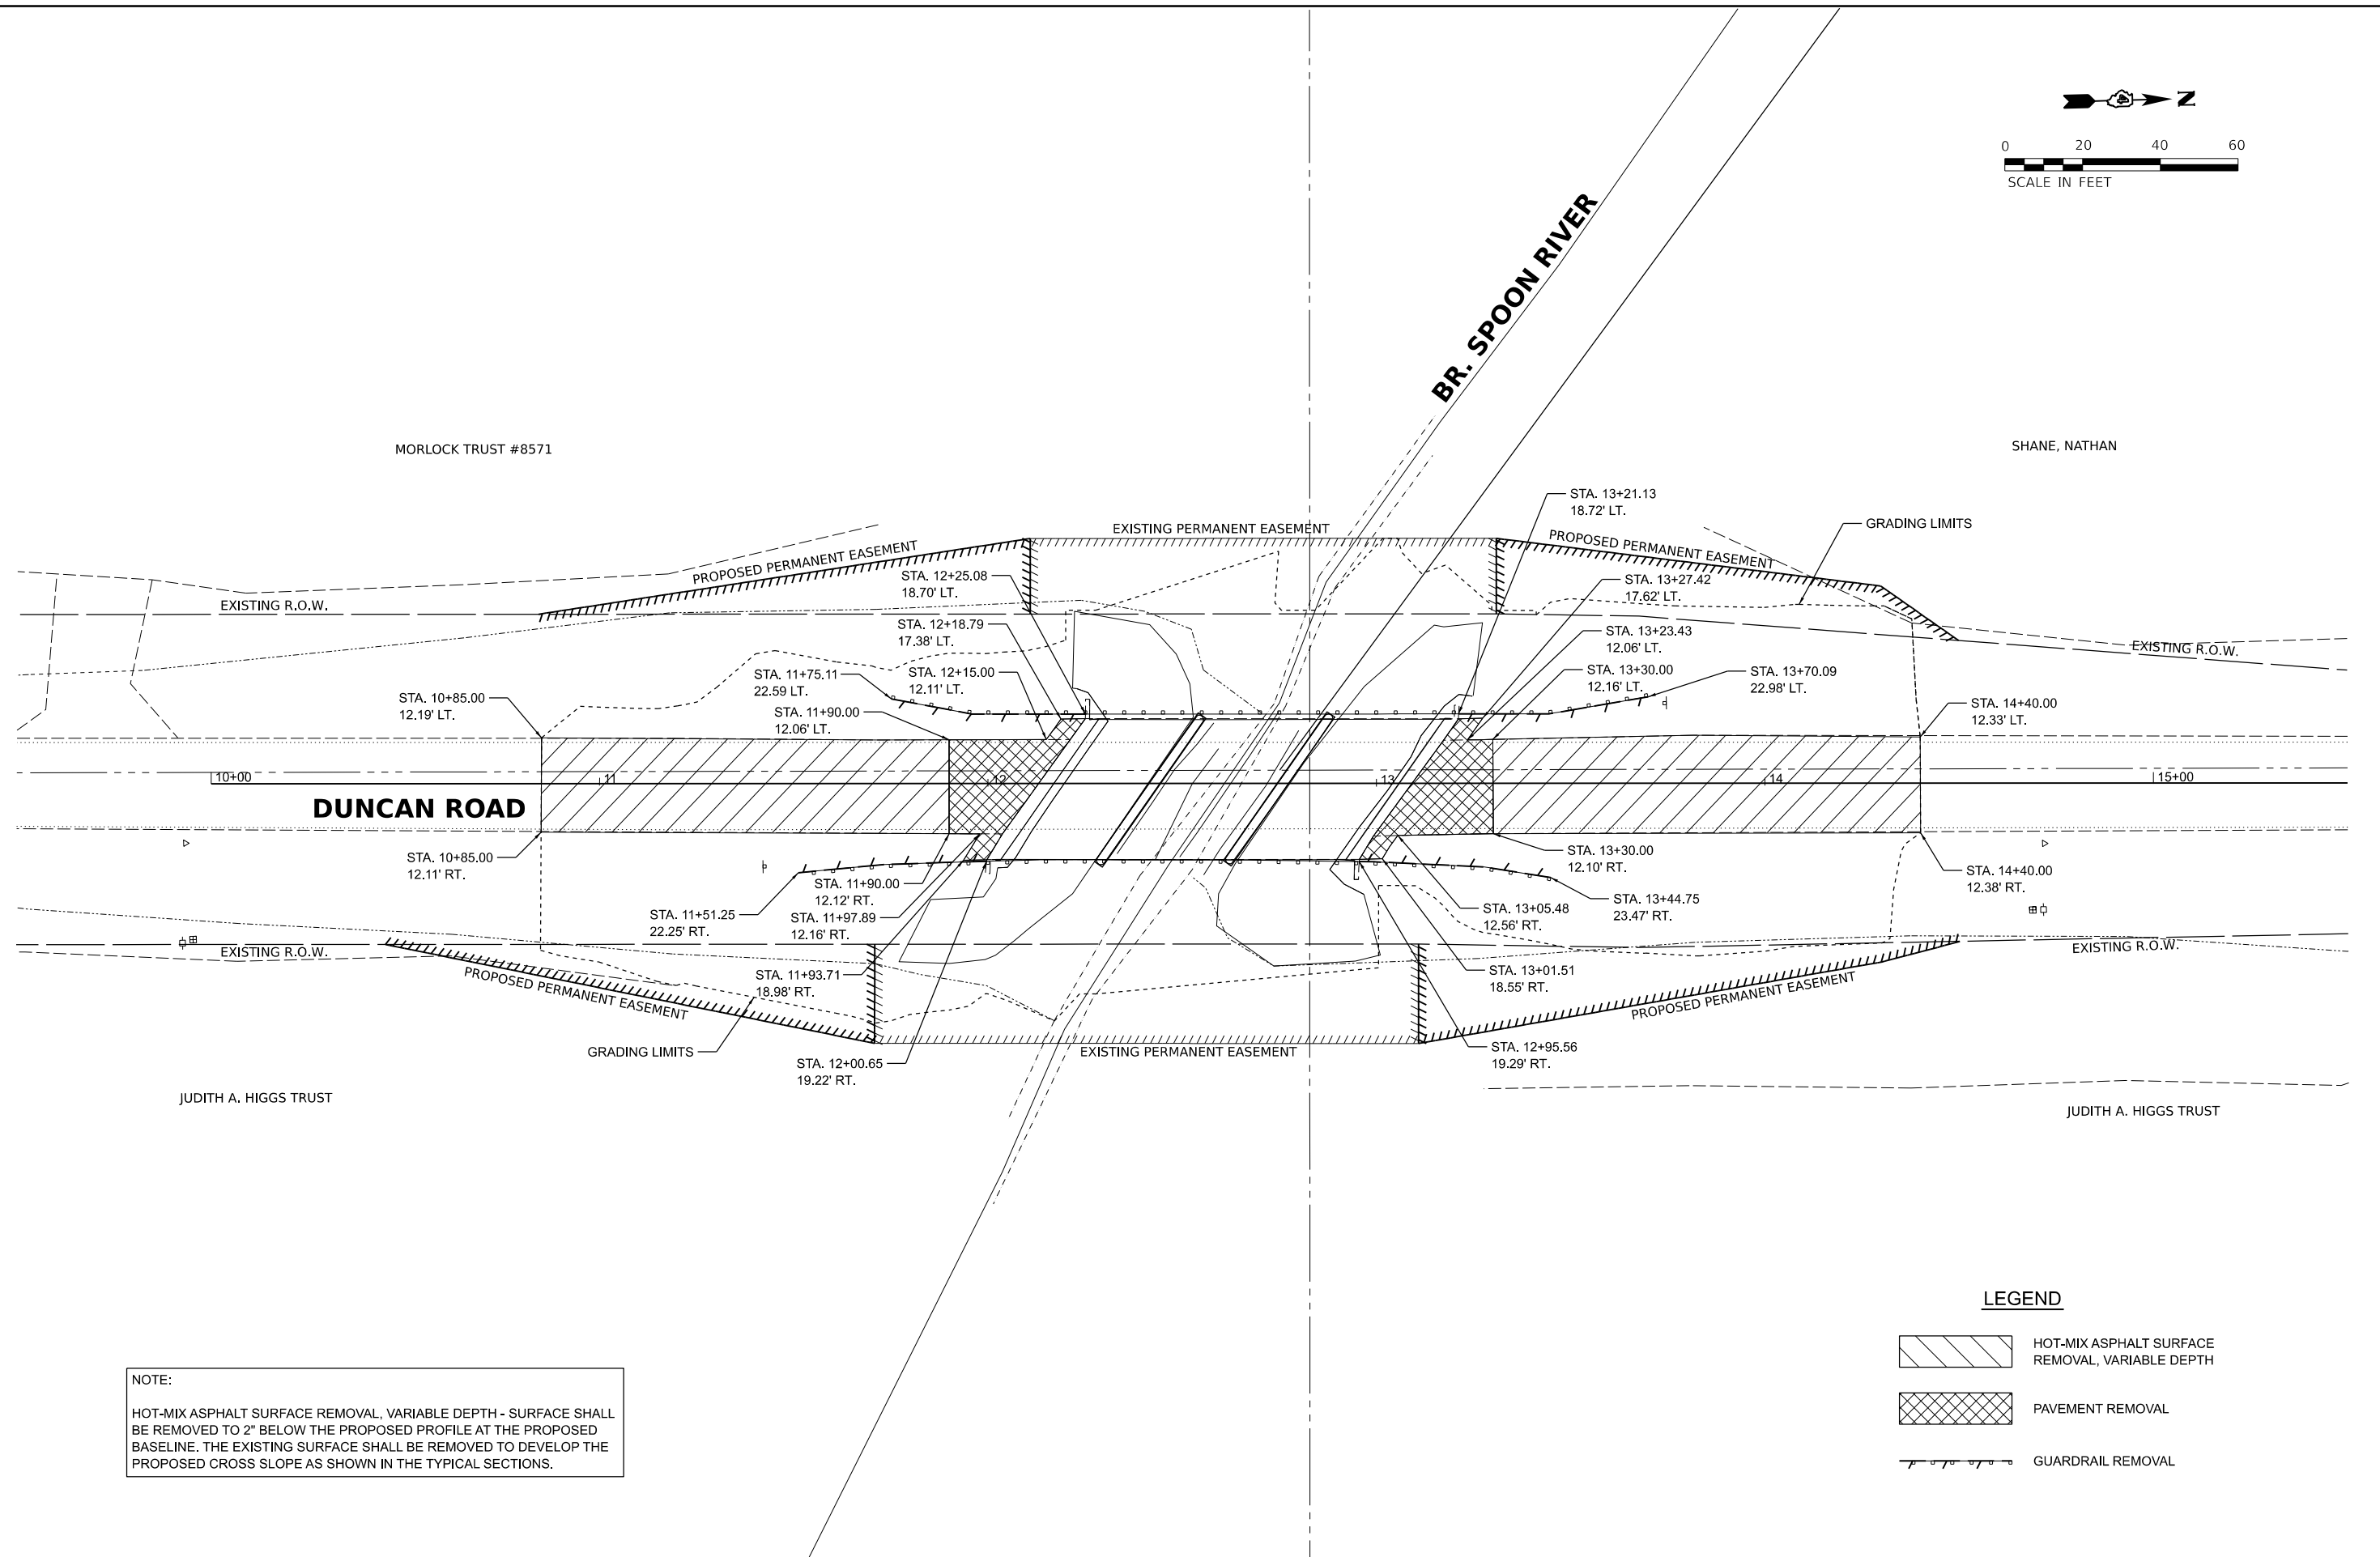 N
0 20 40 60
SCALE IN FEET
BR. SPOON RIVER
MORLOCK TRUST #8571
SHANE, NATHAN
STA. 13+21.13
18.72' LT.
GRADING LIMITS
EXISTING PERMANENT EASEMENT
PROPOSED PERMANENT EASEMENT
PROPOSED PERMANENT EASEMENT
STA. 12+25.08
18.70' LT.
STA. 13+27.42
17.62' LT.
EXISTING R.O.W.
STA. 12+18.79
17.38' LT.
STA. 13+23.43
12.06' LT.
EXISTING R.O.W.
STA. 11+75.11
22.59 LT.
STA. 12+15.00
12.11' LT.
STA. 13+30.00
12.16' LT.
STA. 13+70.09
22.98' LT.
STA. 10+85.00
12.19' LT.
STA. 11+90.00
12.06' LT.
STA. 14+40.00
12.33' LT.
10+00 11 12 13 14 15+00
DUNCAN ROAD
STA. 10+85.00
12.11' RT.
STA. 13+30.00
12.10' RT.
STA. 14+40.00
12.38' RT.
STA. 11+90.00
12.12' RT.
STA. 11+51.25
22.25' RT.
STA. 11+97.89
12.16' RT.
STA. 13+05.48
12.56' RT.
STA. 13+44.75
23.47' RT.
EXISTING R.O.W.
EXISTING R.O.W.
STA. 11+93.71
18.98' RT.
STA. 13+01.51
18.55' RT.
PROPOSED PERMANENT EASEMENT
PROPOSED PERMANENT EASEMENT
GRADING LIMITS
EXISTING PERMANENT EASEMENT
STA. 12+00.65
19.22' RT.
STA. 12+95.56
19.29' RT.
JUDITH A. HIGGS TRUST
JUDITH A. HIGGS TRUST
LEGEND
HOT-MIX ASPHALT SURFACE
REMOVAL, VARIABLE DEPTH
PAVEMENT REMOVAL
GUARDRAIL REMOVAL
NOTE:
HOT-MIX ASPHALT SURFACE REMOVAL, VARIABLE DEPTH - SURFACE SHALL
BE REMOVED TO 2" BELOW THE PROPOSED PROFILE AT THE PROPOSED
BASELINE. THE EXISTING SURFACE SHALL BE REMOVED TO DEVELOP THE
PROPOSED CROSS SLOPE AS SHOWN IN THE TYPICAL SECTIONS.